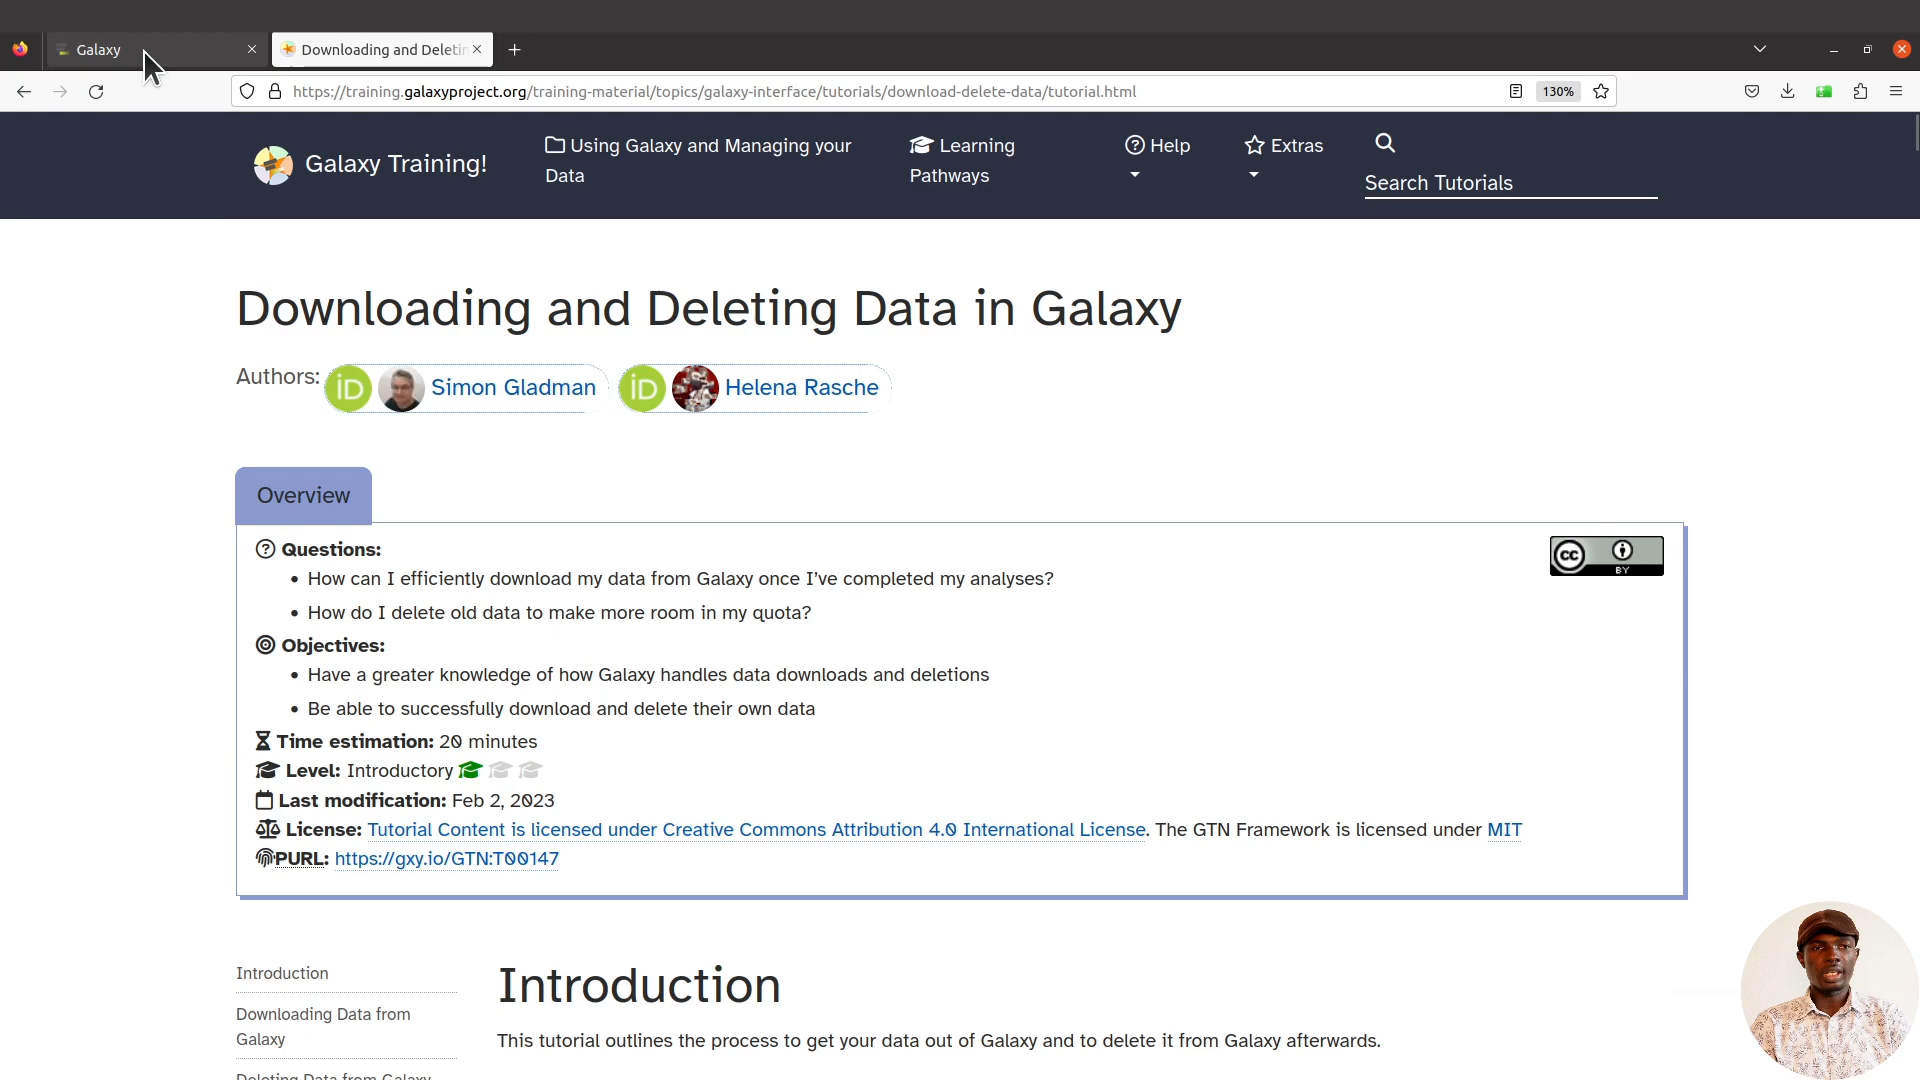 Galaxy
Downloading and Deletin
https://training.galaxyproject.org/training-material/topics/galaxy-interface/tutorials/download-delete-data/tutorial.html
130%
Galaxy Training!
Using Galaxy and Managing your
Data
Learning
Pathways
Help
Extras
Search Tutorials
Downloading and Deleting Data in Galaxy
Authors:
iD Simon Gladman
iD Helena Rasche
Overview
Questions:
• How can I efficiently download my data from Galaxy once I’ve completed my analyses?
• How do I delete old data to make more room in my quota?
cc BY
Objectives:
• Have a greater knowledge of how Galaxy handles data downloads and deletions
• Be able to successfully download and delete their own data
Time estimation: 20 minutes
Level: Introductory
Last modification: Feb 2, 2023
License: Tutorial Content is licensed under Creative Commons Attribution 4.0 International License. The GTN Framework is licensed under MIT
PURL: https://gxy.io/GTN:T00147
Introduction
Downloading Data from
Galaxy
Deleting Data from Galaxy
Introduction
This tutorial outlines the process to get your data out of Galaxy and to delete it from Galaxy afterwards.